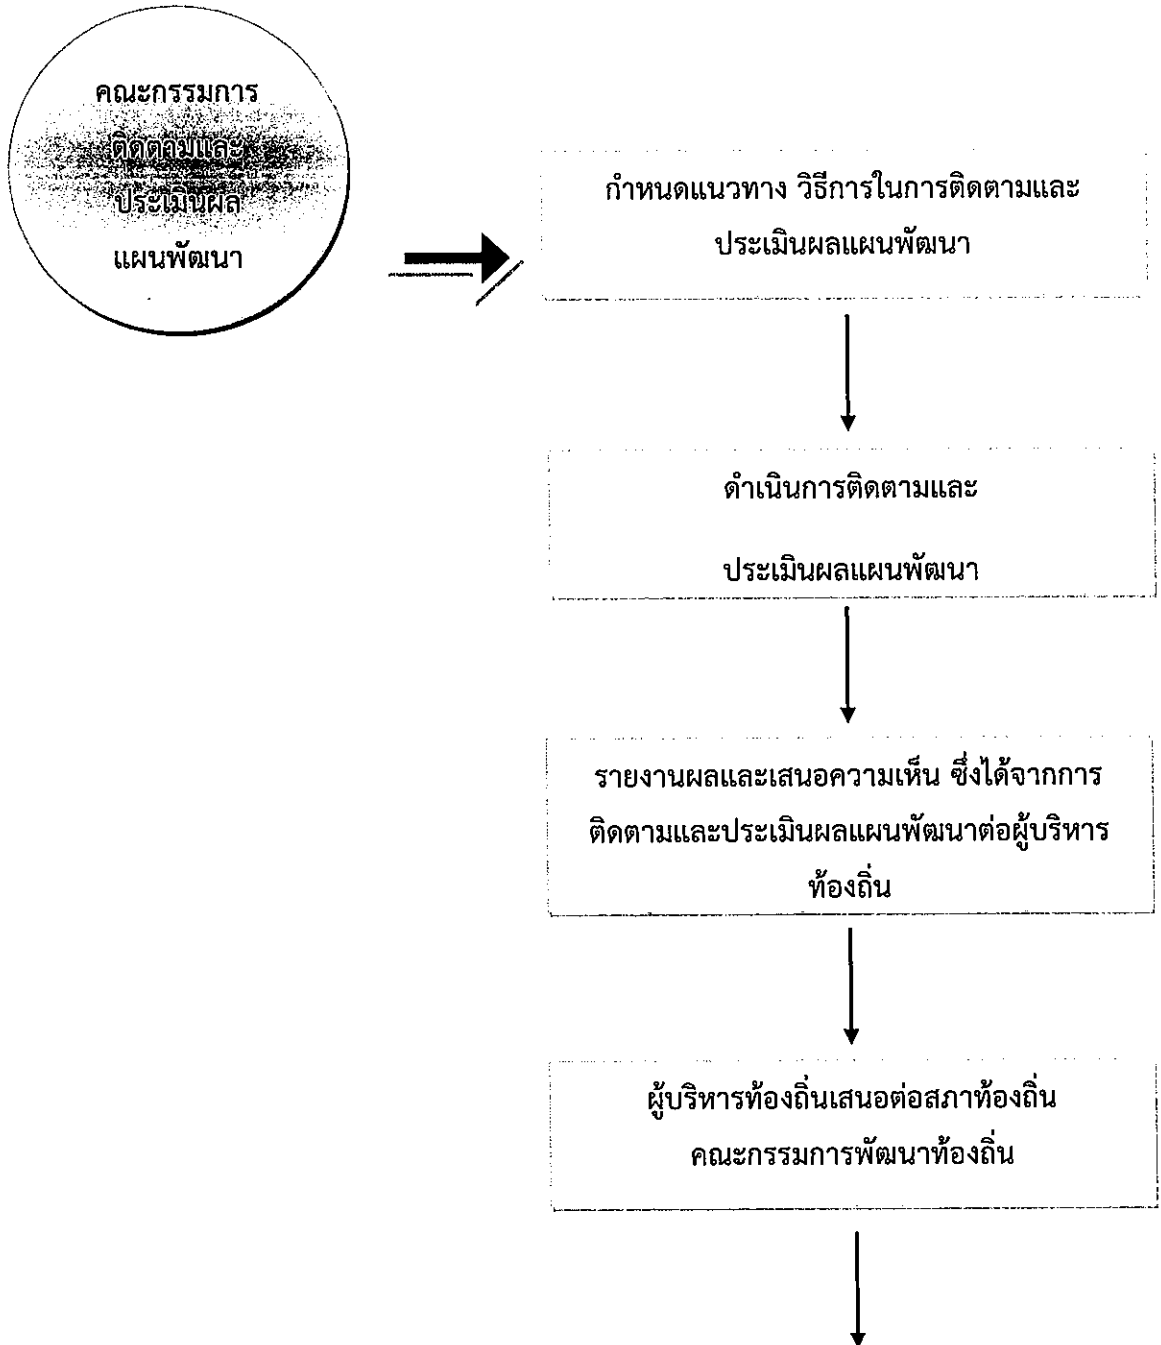 คณะกรรมการ
ติดตามและ
ประเมินผล
แผนพัฒนา
กำหนดแนวทาง วิธีการในการติดตามและ
ประเมินผลแผนพัฒนา
ดำเนินการติดตามและ
ประเมินผลแผนพัฒนา
รายงานผลและเสนอความเห็น ซึ่งได้จากการ
ติดตามและประเมินผลแผนพัฒนาต่อผู้บริหาร
ท้องถิ่น
ผู้บริหารท้องถิ่นเสนอต่อสภาท้องถิ่น
คณะกรรมการพัฒนาท้องถิ่น